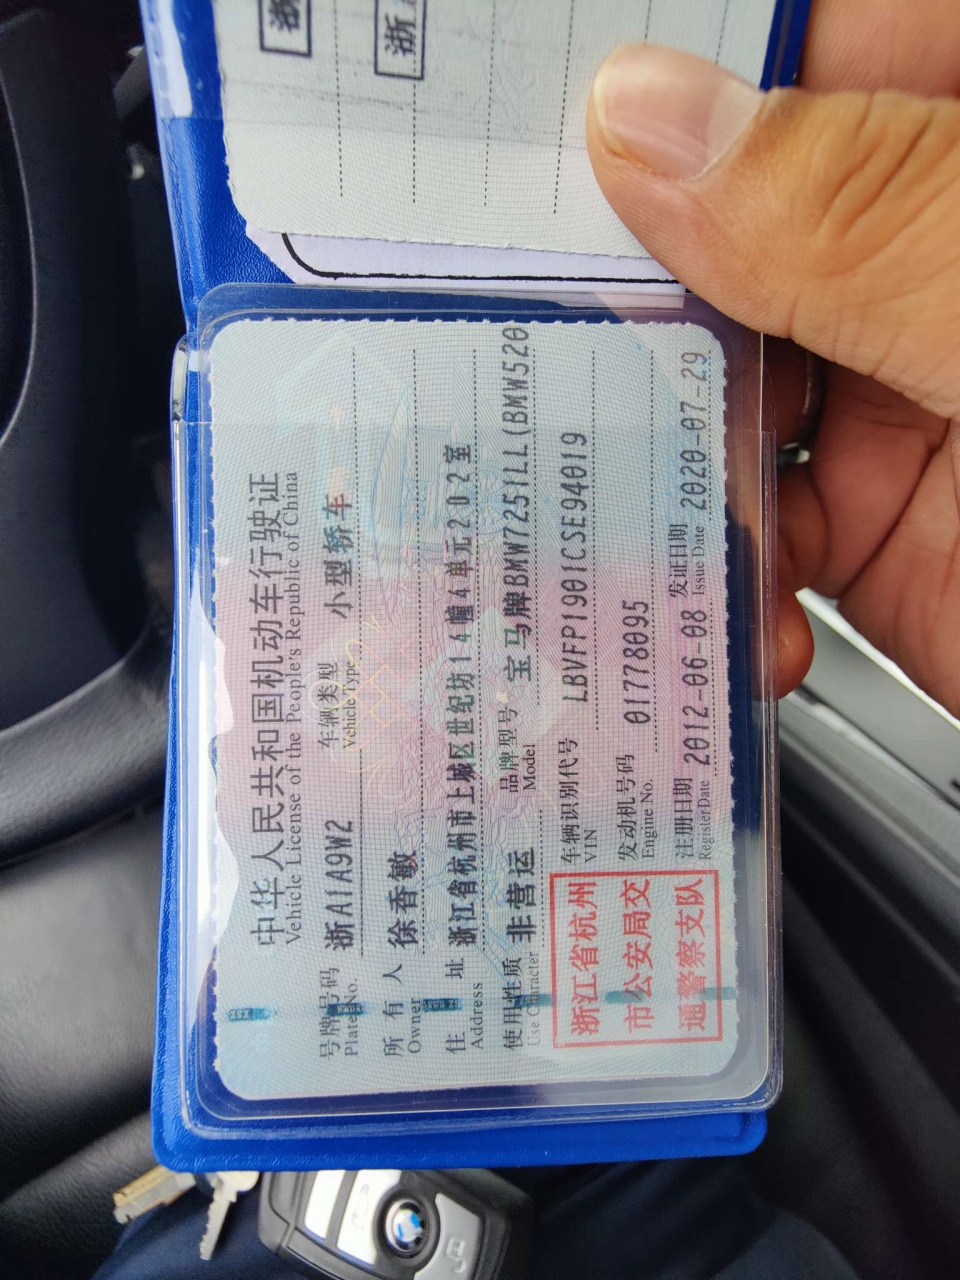 浙
浙
中华人民共和国机动车行驶证
Vehicle License of the People's Republic of China
号牌号码 浙A1A9W2 车辆类型 小型轿车
Plate No. Vehicle Type
所有人 徐香敏
Owner
住址 浙江省杭州市上城区世纪坊14幢4单元202室
Address
使用性质 非营运 品牌型号 宝马牌BMW7251LL(BMW520
Use Character Model
浙江省杭州
市公安局交
通警察支队
车辆识别代号 LBVFP1901CSE94019
VIN
发动机号码 01778095
Engine No.
注册日期 2012-06-08 发证日期 2020-07-29
Register Date Issue Date